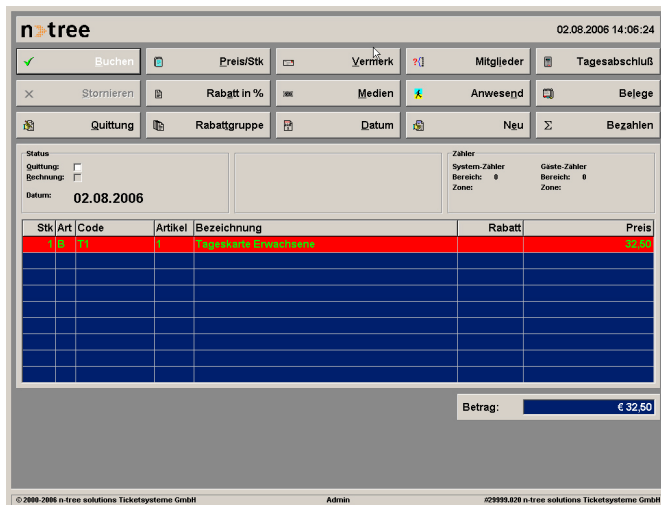 n tree
02.08.2006 14:06:24
Buchen Preis/Stk Vermerk Mitglieder Tagesabschluß
Stornieren Rabatt in % Medien Anwesend Belege
Quittung Rabattgruppe Datum Neu Bezahlen
Status
Quittung:
Rechnung:
Datum: 02.08.2006
Zähler
System-Zähler Gäste-Zähler
Bereich: 0 Bereich: 0
Zone: Zone:
Stk Art Code Artikel Bezeichnung Rabatt Preis
1 B T1 1 Tageskarte Erwachsene 32,50
Betrag: € 32,50
© 2000-2006 n-tree solutions Ticketsysteme GmbH Admin #29999.020 n-tree solutions Ticketsysteme GmbH